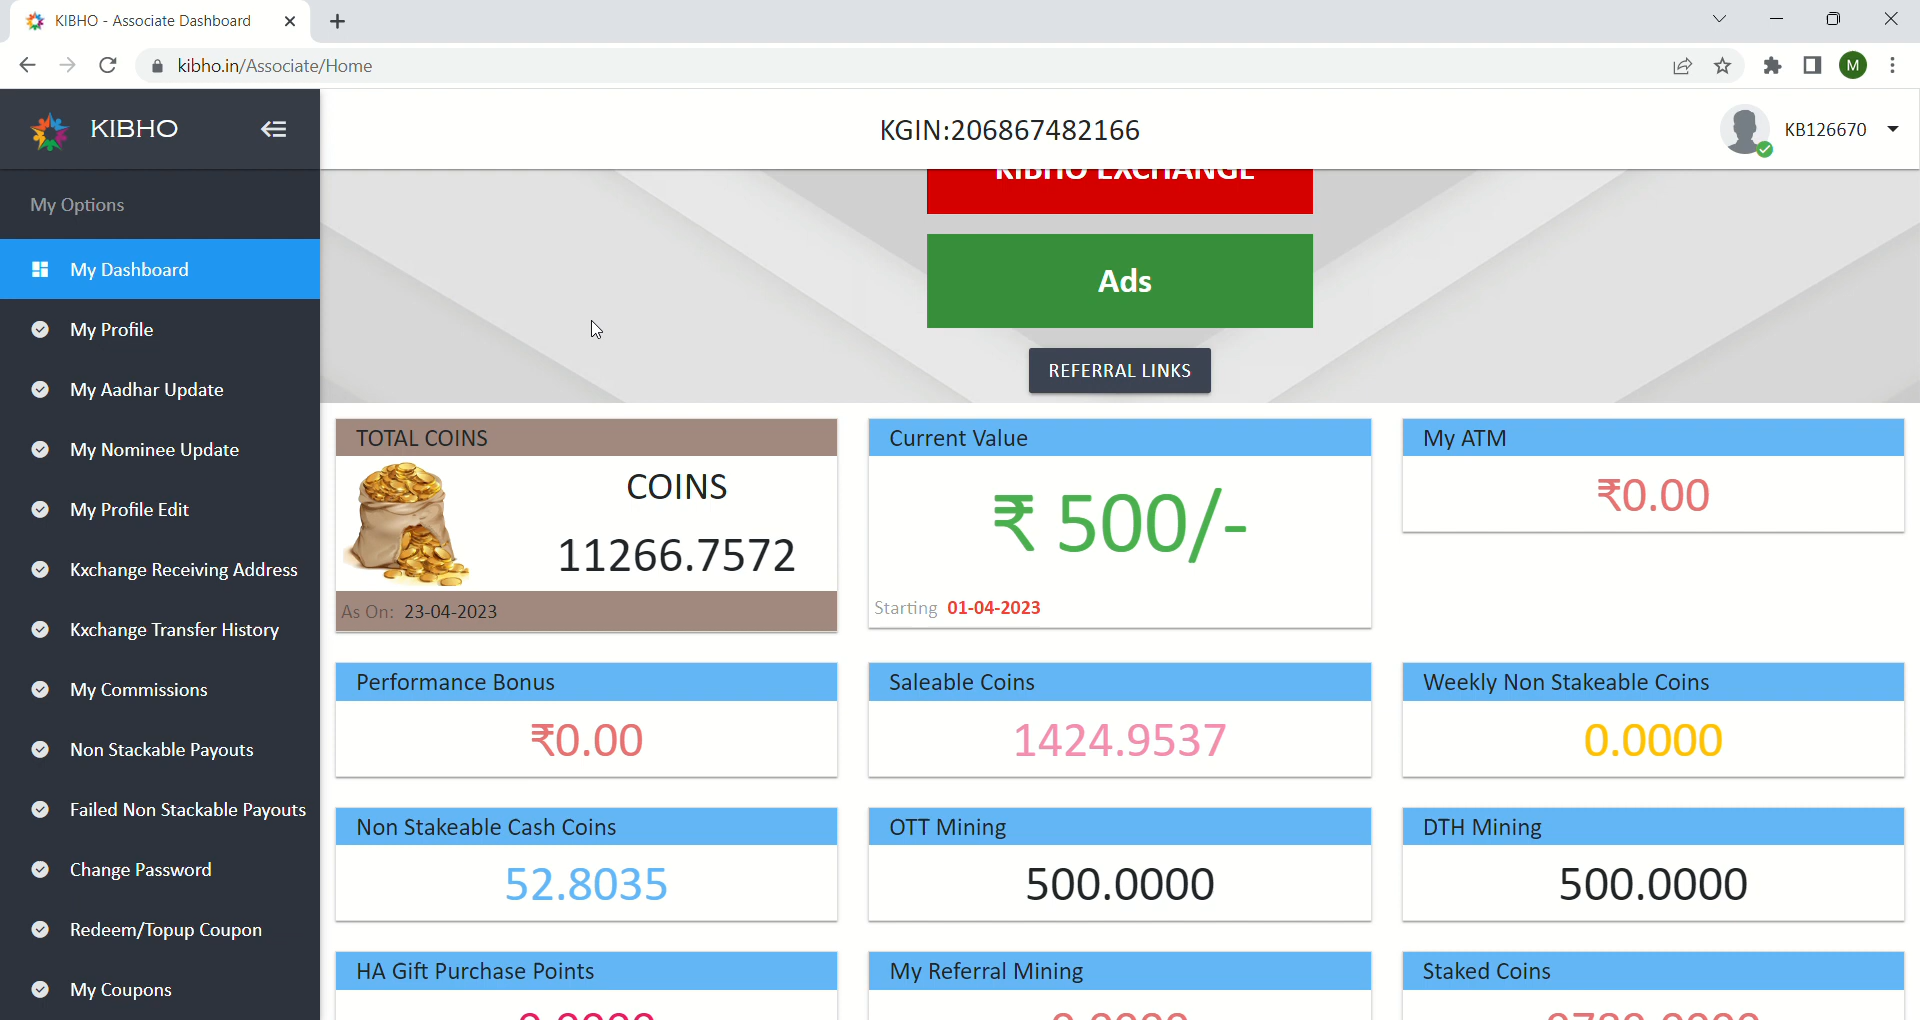 KIBHO - Associate Dashboard
kibho.in/Associate/Home
M
KIBHO
KGIN:206867482166
KB126670
My Options
My Dashboard
My Profile
My Aadhar Update
My Nominee Update
My Profile Edit
Kxchange Receiving Address
Kxchange Transfer History
My Commissions
Non Stackable Payouts
Failed Non Stackable Payouts
Change Password
Redeem/Topup Coupon
My Coupons
KIBHO EXCHANGE
Ads
REFERRAL LINKS
TOTAL COINS
COINS
11266.7572
As On: 23-04-2023
Current Value
₹ 500/-
Starting 01-04-2023
My ATM
₹0.00
Performance Bonus
₹0.00
Saleable Coins
1424.9537
Weekly Non Stakeable Coins
0.0000
Non Stakeable Cash Coins
52.8035
OTT Mining
500.0000
DTH Mining
500.0000
HA Gift Purchase Points
My Referral Mining
Staked Coins